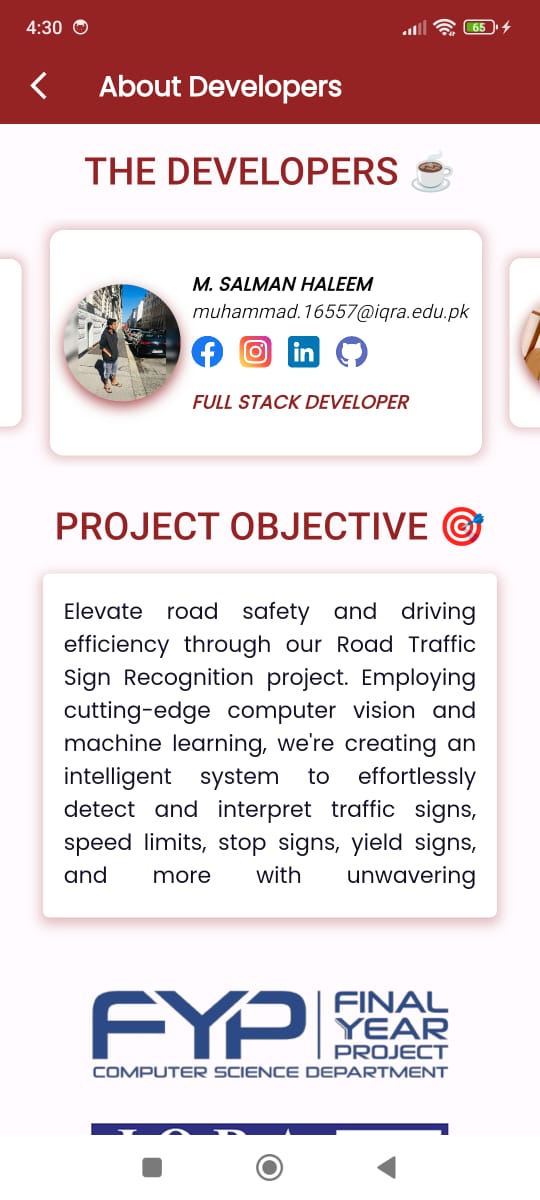 4:30
65
About Developers
THE DEVELOPERS
M. SALMAN HALEEM
muhammad.16557@iqra.edu.pk
FULL STACK DEVELOPER
PROJECT OBJECTIVE
Elevate road safety and driving
efficiency through our Road Traffic
Sign Recognition project. Employing
cutting-edge computer vision and
machine learning, we're creating an
intelligent system to effortlessly
detect and interpret traffic signs,
speed limits, stop signs, yield signs,
and more with unwavering
FYP
FINAL
YEAR
PROJECT
COMPUTER SCIENCE DEPARTMENT